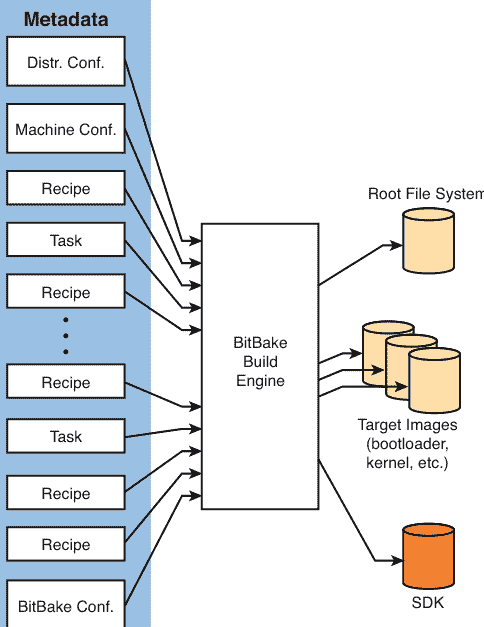 Metadata
Distr. Conf.
Machine Conf.
Recipe
Task
Recipe
Recipe
Task
Recipe
Recipe
BitBake Conf.
BitBake
Build
Engine
Root File System
Target Images
(bootloader,
kernel, etc.)
SDK